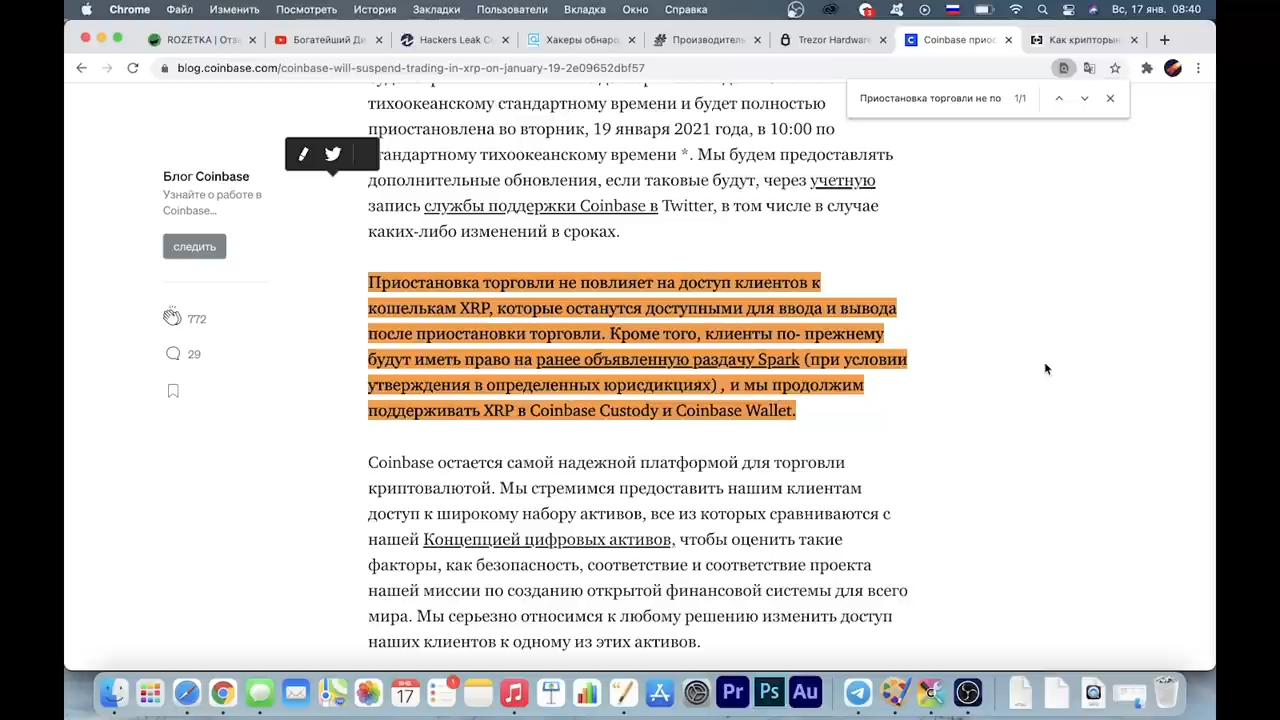 Chrome Файл Изменить Посмотреть История Закладки Пользователи Вкладка Окно Справка Вс, 17 янв. 08:40
ROZETKA | Отве Богатейший Ди Hackers Leak C Хакеры обнаро Производитель Trezor Hardware Coinbase приос Как крипторын
blog.coinbase.com/coinbase-will-suspend-trading-in-xrp-on-january-19-2e09652dbf57
Приостановка торговли не по 1/1
тихоокеанскому стандартному времени и будет полностью
приостановлена во вторник, 19 января 2021 года, в 10:00 по
стандартному тихоокеанскому времени *. Мы будем предоставлять
дополнительные обновления, если таковые будут, через учетную
запись службы поддержки Coinbase в Twitter, в том числе в случае
каких-либо изменений в сроках.
Блог Coinbase
Узнайте о работе в
Coinbase…
следить
772
29
Приостановка торговли не повлияет на доступ клиентов к
кошелькам XRP, которые останутся доступными для ввода и вывода
после приостановки торговли. Кроме того, клиенты по- прежнему
будут иметь право на ранее объявленную раздачу Spark (при условии
утверждения в определенных юрисдикциях) , и мы продолжим
поддерживать XRP в Coinbase Custody и Coinbase Wallet.
Coinbase остается самой надежной платформой для торговли
криптовалютой. Мы стремимся предоставить нашим клиентам
доступ к широкому набору активов, все из которых сравниваются с
нашей Концепцией цифровых активов, чтобы оценить такие
факторы, как безопасность, соответствие и соответствие проекта
нашей миссии по созданию открытой финансовой системы для всего
мира. Мы серьезно относимся к любому решению изменить доступ
наших клиентов к одному из этих активов.
17
1
Pr Ps Au